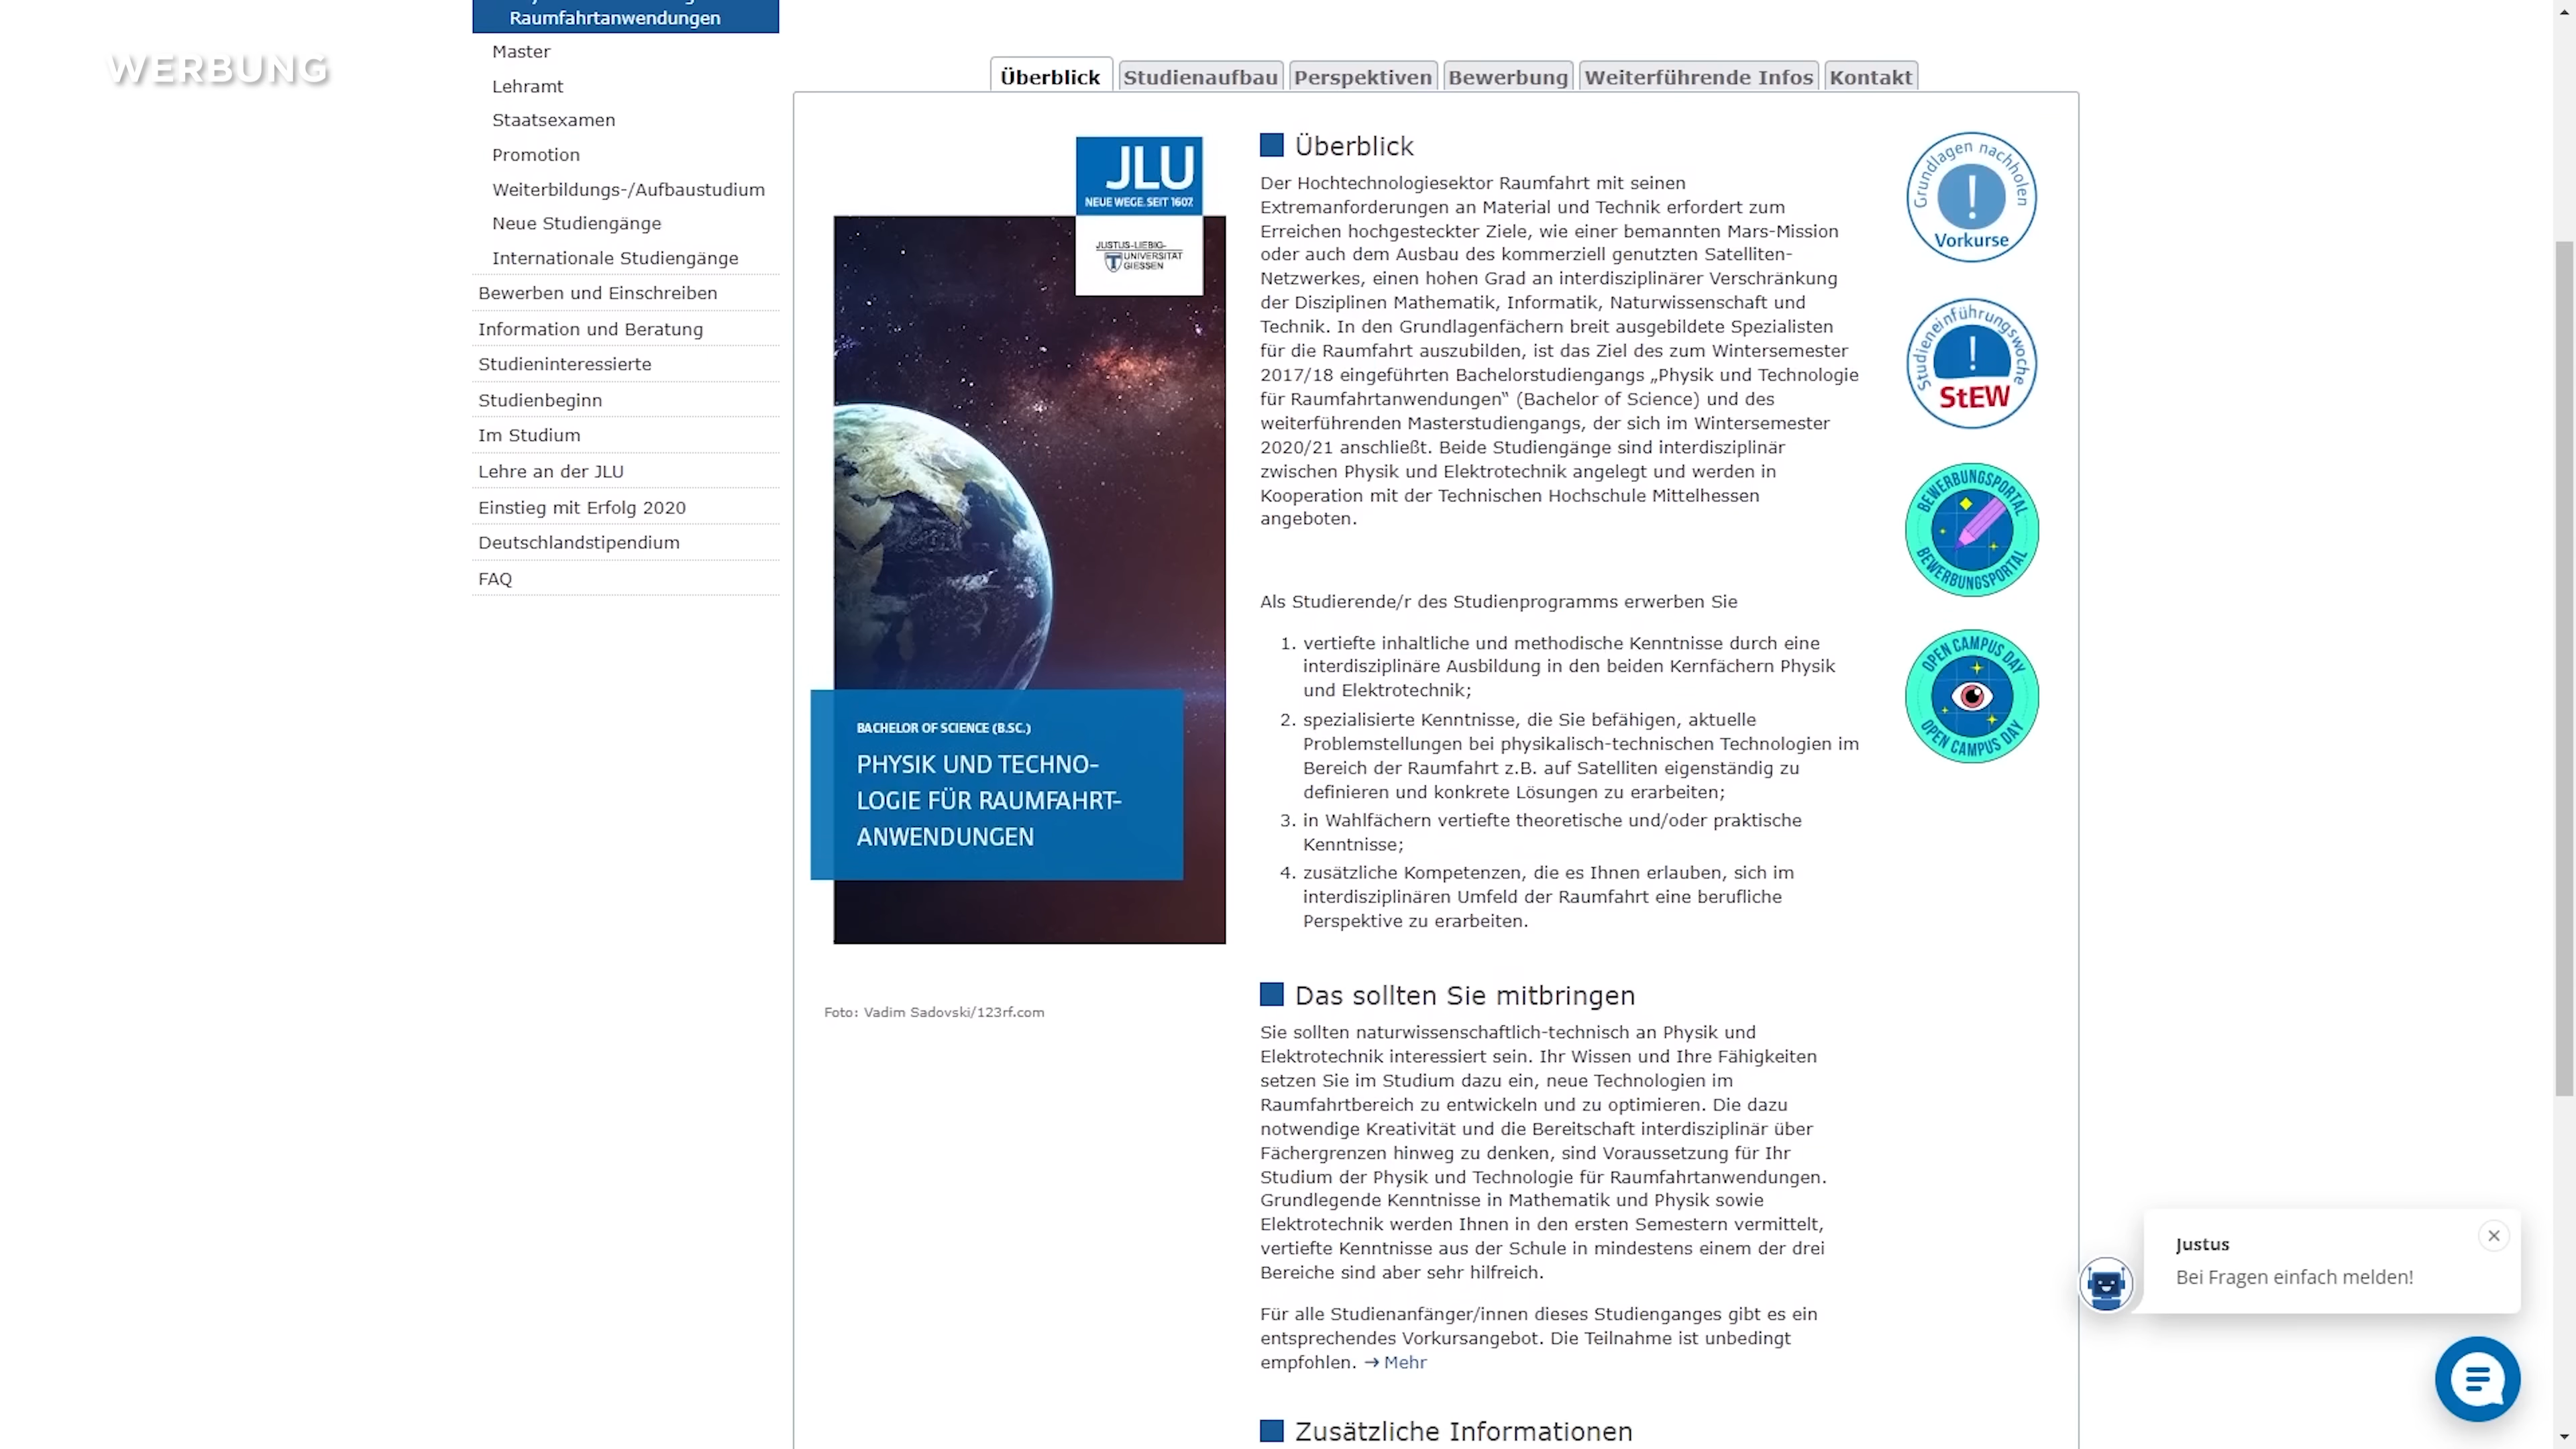 Raumfahrtanwendungen
WERBUNG
Master
Lehramt
Staatsexamen
Promotion
Weiterbildungs-/Aufbaustudium
Neue Studiengänge
Internationale Studiengänge
Bewerben und Einschreiben
Information und Beratung
Studieninteressierte
Studienbeginn
Im Studium
Lehre an der JLU
Einstieg mit Erfolg 2020
Deutschlandstipendium
FAQ
Überblick Studienaufbau Perspektiven Bewerbung Weiterführende Infos Kontakt
JLU
NEUE WEGE. SEIT 1607.
JUSTUS-LIEBIG-
UNIVERSITÄT
GIESSEN
BACHELOR OF SCIENCE (B.SC.)
PHYSIK UND TECHNO-
LOGIE FÜR RAUMFAHRT-
ANWENDUNGEN
Foto: Vadim Sadovski/123rf.com
Überblick
Der Hochtechnologiesektor Raumfahrt mit seinen
Extremanforderungen an Material und Technik erfordert zum
Erreichen hochgesteckter Ziele, wie einer bemannten Mars-Mission
oder auch dem Ausbau des kommerziell genutzten Satelliten-
Netzwerkes, einen hohen Grad an interdisziplinärer Verschränkung
der Disziplinen Mathematik, Informatik, Naturwissenschaft und
Technik. In den Grundlagenfächern breit ausgebildete Spezialisten
für die Raumfahrt auszubilden, ist das Ziel des zum Wintersemester
2017/18 eingeführten Bachelorstudiengangs „Physik und Technologie
für Raumfahrtanwendungen“ (Bachelor of Science) und des
weiterführenden Masterstudiengangs, der sich im Wintersemester
2020/21 anschließt. Beide Studiengänge sind interdisziplinär
zwischen Physik und Elektrotechnik angelegt und werden in
Kooperation mit der Technischen Hochschule Mittelhessen
angeboten.
Als Studierende/r des Studienprogramms erwerben Sie
1. vertiefte inhaltliche und methodische Kenntnisse durch eine
interdisziplinäre Ausbildung in den beiden Kernfächern Physik
und Elektrotechnik;
2. spezialisierte Kenntnisse, die Sie befähigen, aktuelle
Problemstellungen bei physikalisch-technischen Technologien im
Bereich der Raumfahrt z.B. auf Satelliten eigenständig zu
definieren und konkrete Lösungen zu erarbeiten;
3. in Wahlfächern vertiefte theoretische und/oder praktische
Kenntnisse;
4. zusätzliche Kompetenzen, die es Ihnen erlauben, sich im
interdisziplinären Umfeld der Raumfahrt eine berufliche
Perspektive zu erarbeiten.
Das sollten Sie mitbringen
Sie sollten naturwissenschaftlich-technisch an Physik und
Elektrotechnik interessiert sein. Ihr Wissen und Ihre Fähigkeiten
setzen Sie im Studium dazu ein, neue Technologien im
Raumfahrtbereich zu entwickeln und zu optimieren. Die dazu
notwendige Kreativität und die Bereitschaft interdisziplinär über
Fächergrenzen hinweg zu denken, sind Voraussetzung für Ihr
Studium der Physik und Technologie für Raumfahrtanwendungen.
Grundlegende Kenntnisse in Mathematik und Physik sowie
Elektrotechnik werden Ihnen in den ersten Semestern vermittelt,
vertiefte Kenntnisse aus der Schule in mindestens einem der drei
Bereiche sind aber sehr hilfreich.
Für alle Studienanfänger/innen dieses Studienganges gibt es ein
entsprechendes Vorkursangebot. Die Teilnahme ist unbedingt
empfohlen. → Mehr
Zusätzliche Informationen
Grundlagen nachholen
!
Vorkurse
Studieneinführungswoche
!
StEW
BEWERBUNGSPORTAL
BEWERBUNGSPORTAL
OPEN CAMPUS DAY
OPEN CAMPUS DAY
Justus
Bei Fragen einfach melden!